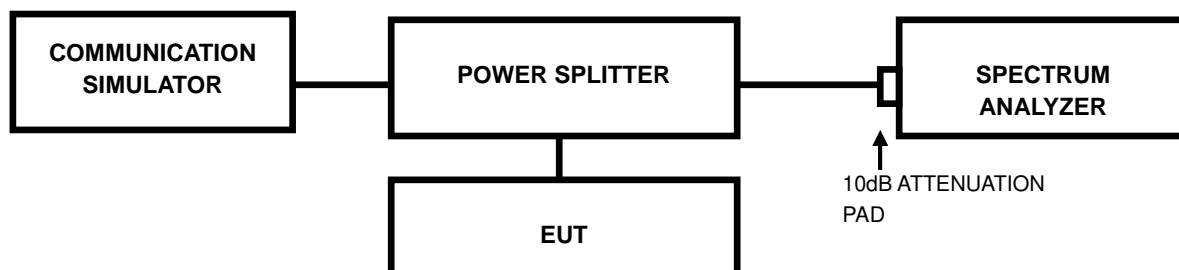 COMMUNICATION
SIMULATOR
POWER SPLITTER
SPECTRUM
ANALYZER
10dB ATTENUATION
PAD
EUT